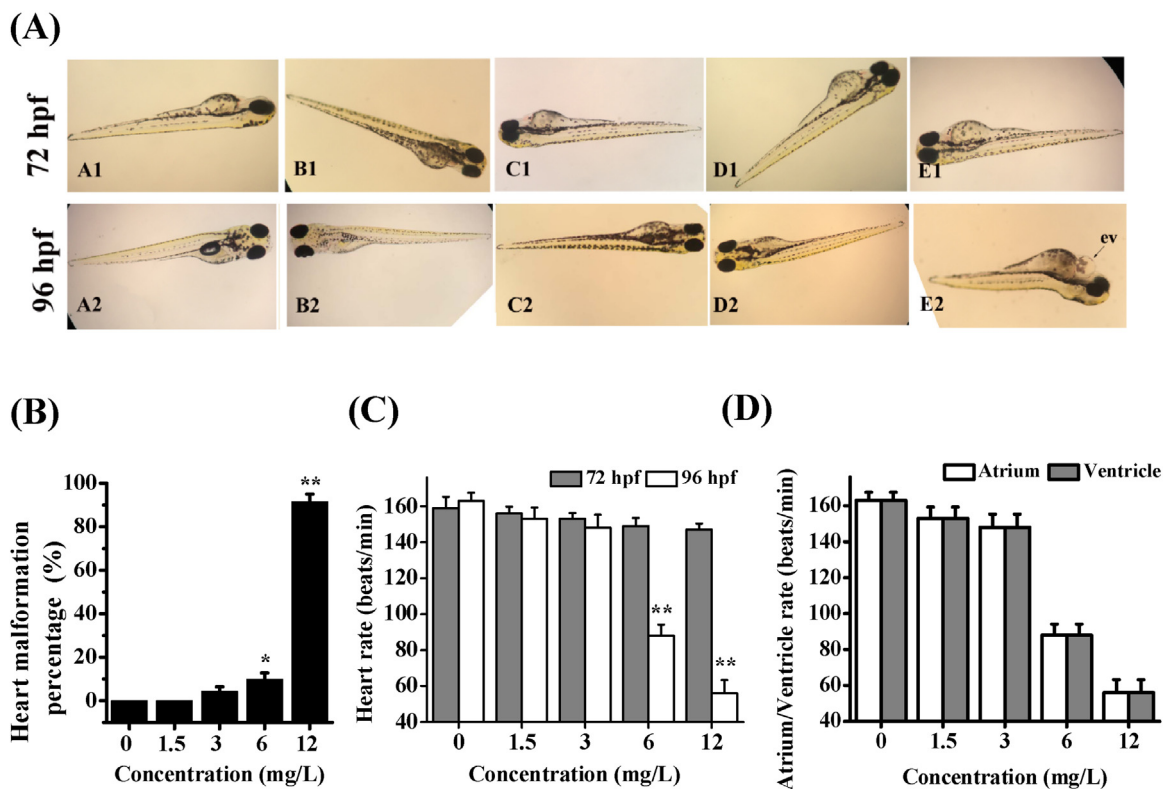 (A)
72 hpf
A1
B1
C1
D1
E1
96 hpf
A2
B2
C2
D2
E2
ev
(B)
Heart malformation
percentage (%)
100
80
60
40
20
0
*
**
0 1.5 3 6 12
Concentration (mg/L)
(C)
Heart rate (beats/min)
72 hpf 96 hpf
160
140
120
100
80
60
40
**
**
0 1.5 3 6 12
Concentration (mg/L)
(D)
Atrium/Ventricle rate (beats/min)
Atrium Ventricle
160
140
120
100
80
60
40
0 1.5 3 6 12
Concentration (mg/L)